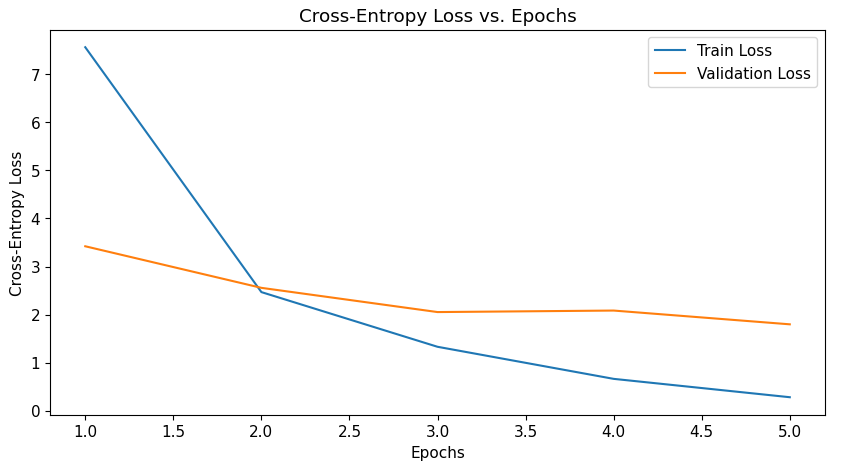 Cross-Entropy Loss vs. Epochs
Train Loss
Validation Loss
Cross-Entropy Loss
7
6
5
4
3
2
1
0
1.0 1.5 2.0 2.5 3.0 3.5 4.0 4.5 5.0
Epochs